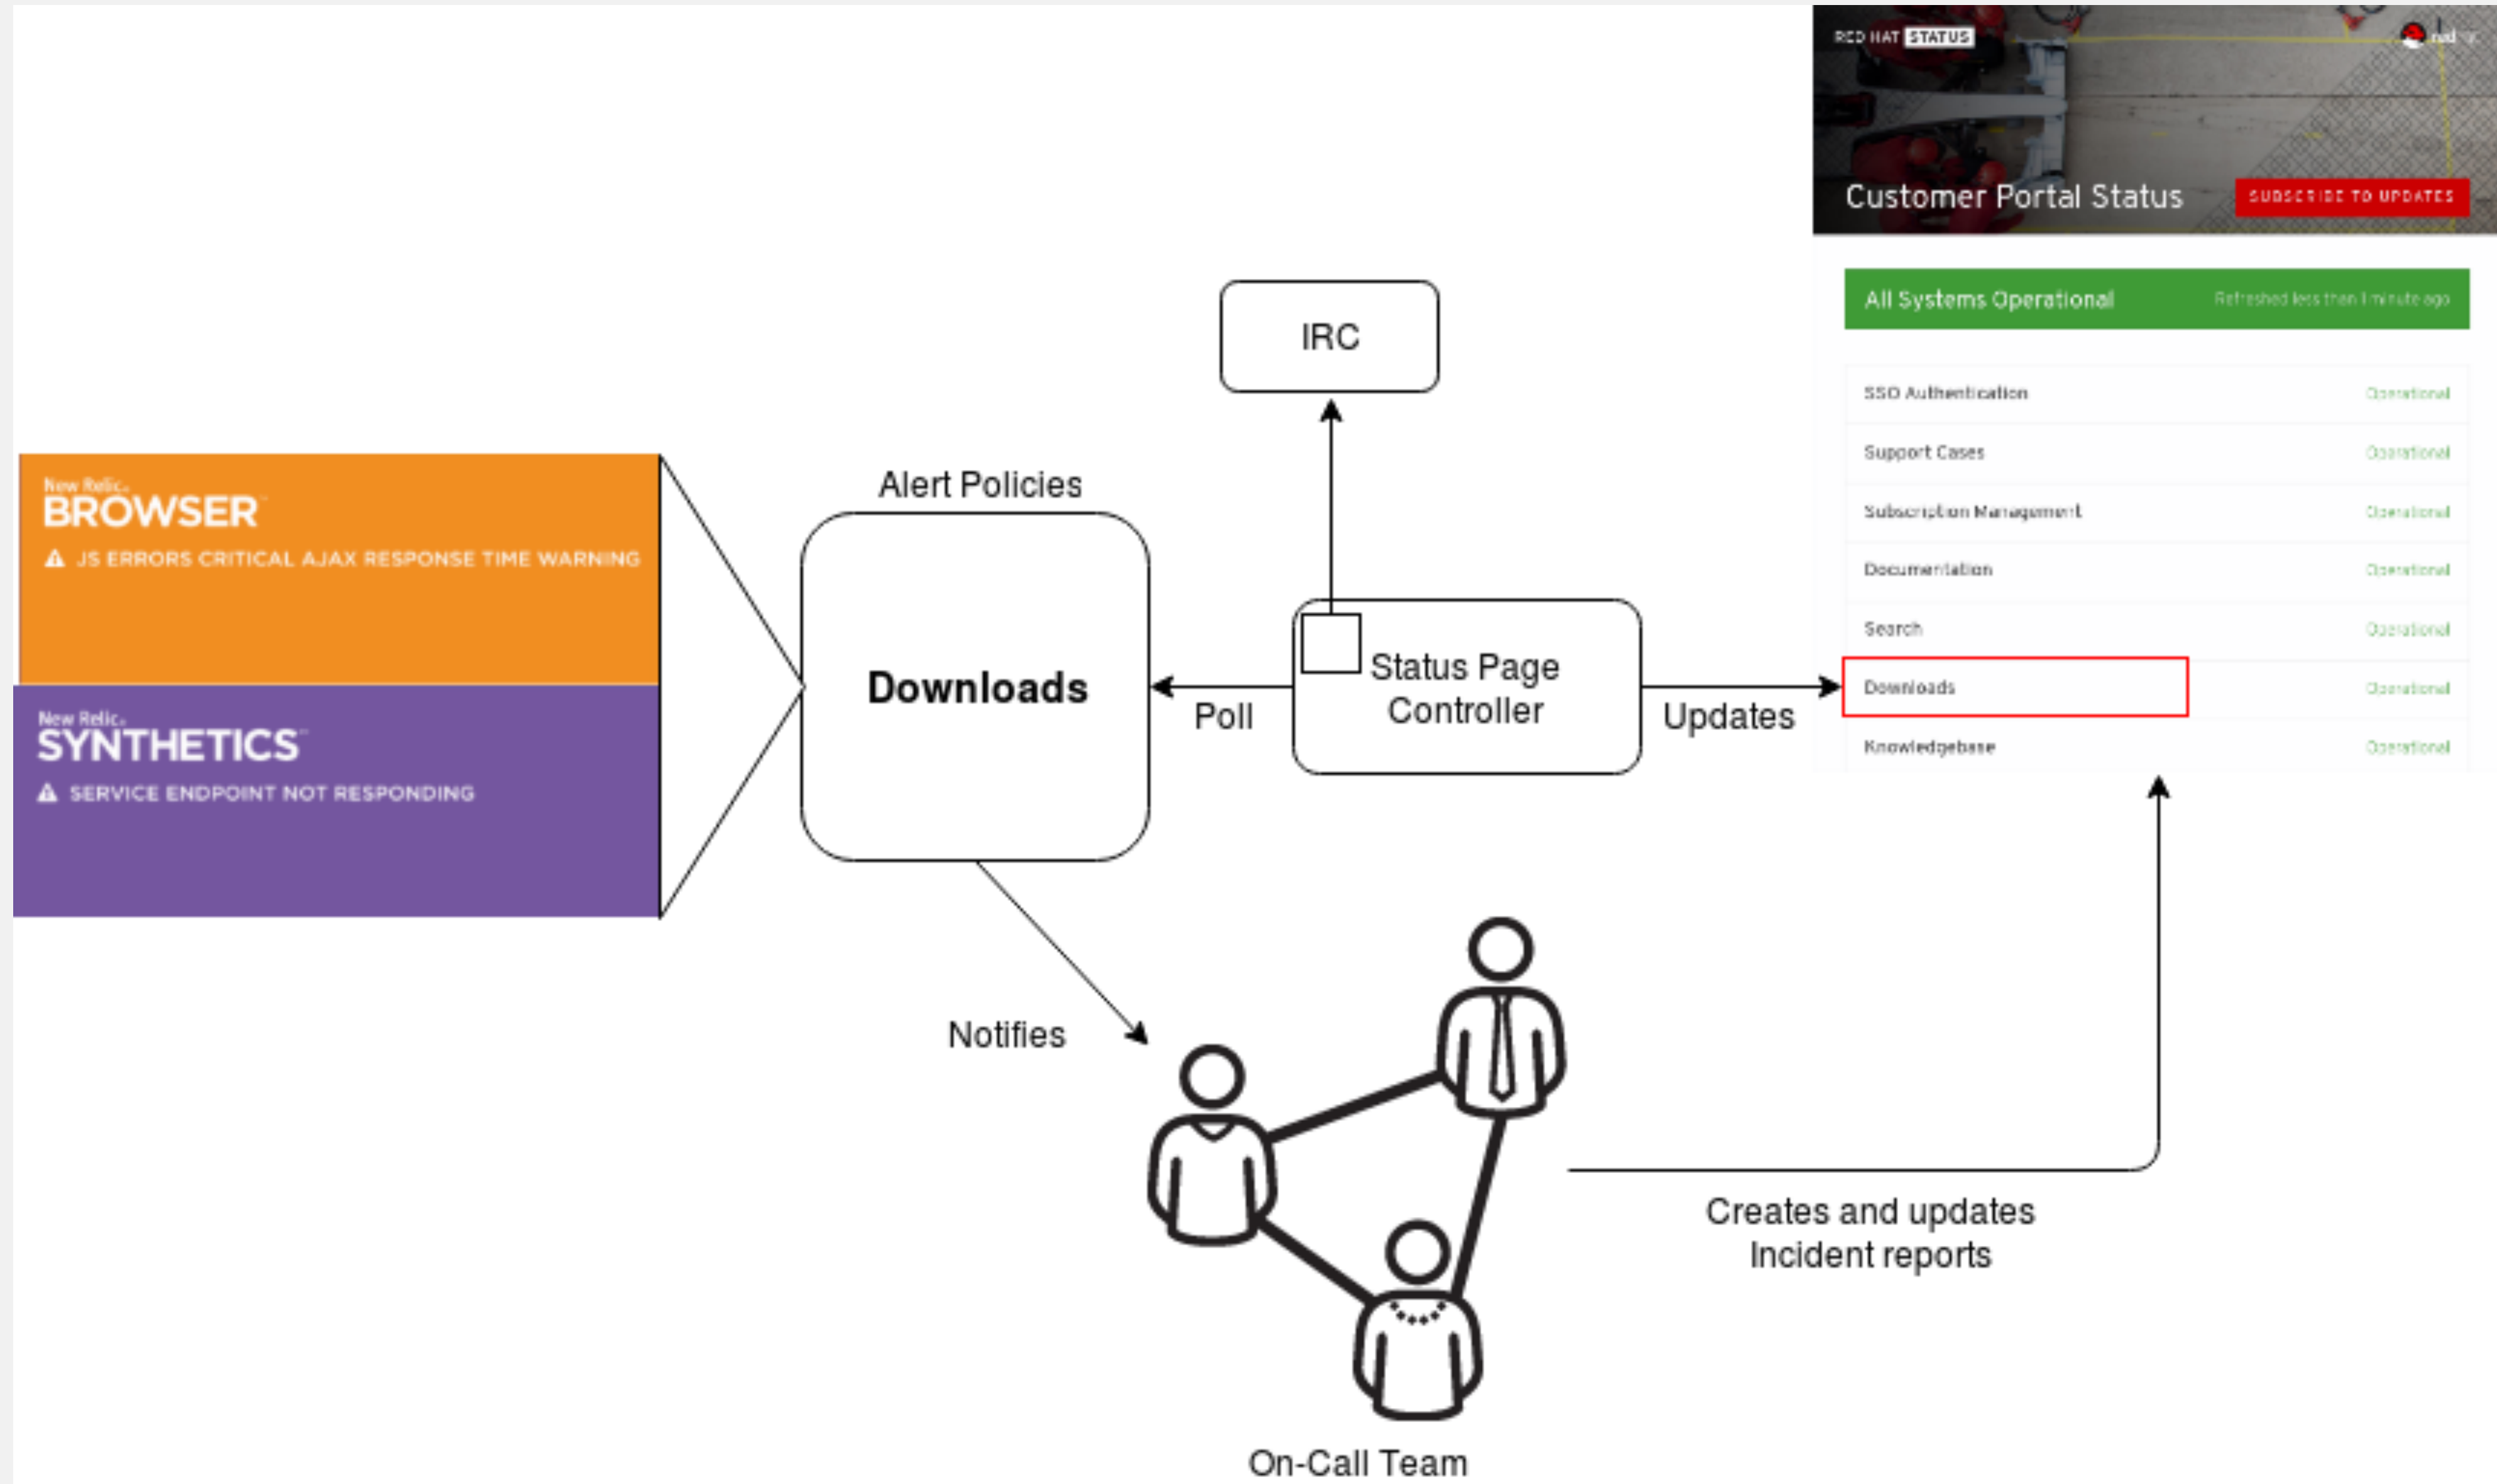 RED HAT STATUS
Customer Portal Status
SUBSCRIBE TO UPDATES
All Systems Operational
Refreshed less than 1 minute ago
SSO Authentication Operational
Support Cases Operational
Subscription Management Operational
Documentation Operational
Search Operational
Downloads Operational
Knowledgebase Operational
IRC
New Relic.
BROWSER
JS ERRORS CRITICAL AJAX RESPONSE TIME WARNING
New Relic.
SYNTHETICS
SERVICE ENDPOINT NOT RESPONDING
Alert Policies
Downloads
Poll
Status Page
Controller
Updates
Notifies
Creates and updates
Incident reports
On-Call Team